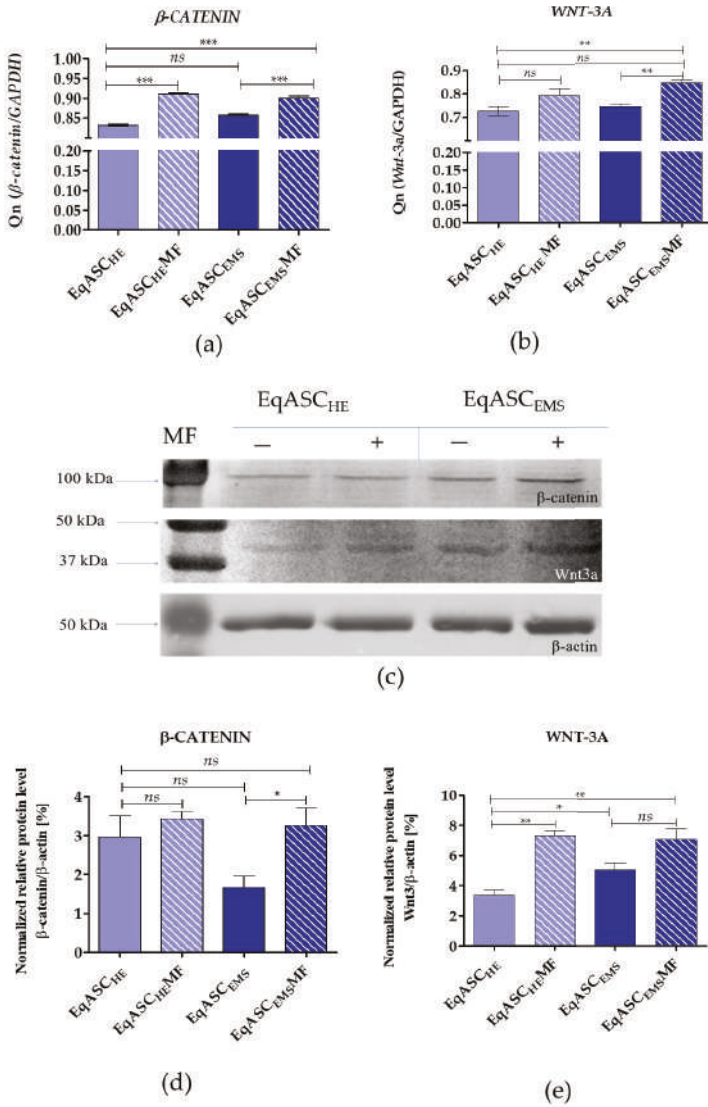 β-CATENIN
***
ns
***
***
Qn (β-catenin/GAPDH)
1.00
0.95
0.90
0.85
0.20
0.15
0.10
0.05
0.00
EqASCHE
EqASCHEMF
EqASCEMS
EqASCEMSMF
(a)
WNT-3A
**
ns
ns
**
Qn (Wnt-3a/GAPDH)
0.9
0.8
0.7
0.20
0.15
0.10
0.05
0.00
EqASCHE
EqASCHEMF
EqASCEMS
EqASCEMSMF
(b)
EqASCHE
EqASCEMS
MF
−
+
−
+
100 kDa
β-catenin
50 kDa
37 kDa
Wnt3a
50 kDa
β-actin
(c)
β-CATENIN
ns
ns
ns
*
Normalized relative protein level
β-catenin/β-actin [%]
4
3
2
1
0
EqASCHE
EqASCHEMF
EqASCEMS
EqASCEMSMF
(d)
WNT-3A
**
*
**
ns
Normalized relative protein level
Wnt3/β-actin [%]
10
8
6
4
2
0
EqASCHE
EqASCHEMF
EqASCEMS
EqASCEMSMF
(e)